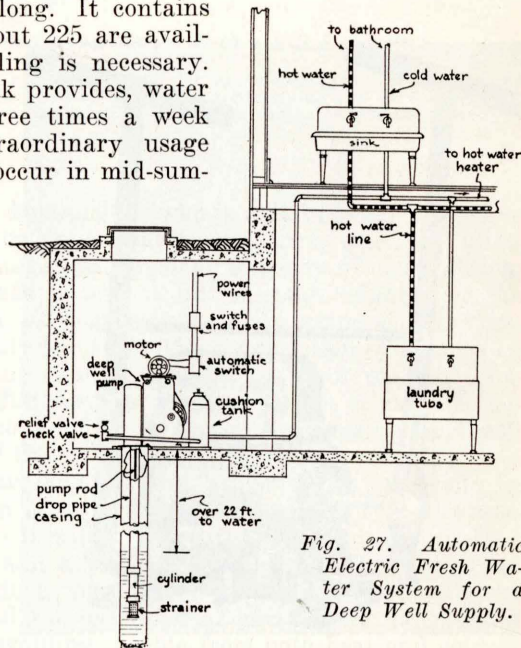 long. It contains
out 225 are avail-
ling is necessary.
k provides, water
ree times a week
raordinary usage
occur in mid-sum-
to bathroom
hot water
cold water
sink
to hot water
heater
hot water
line
power
wires
switch
and fuses
motor
automatic
switch
deep
well
pump
cushion
tank
laundry
tubs
relief valve
check valve
pump rod
drop pipe
casing
over 22 ft.
to water
cylinder
strainer
Fig. 27. Automatic
Electric Fresh Wa-
ter System for a
Deep Well Supply.